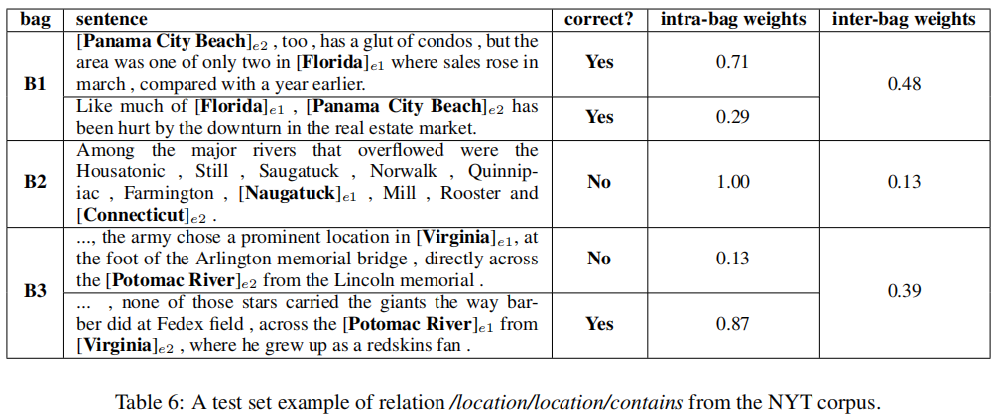 bag sentence correct? intra-bag weights inter-bag weights
[Panama City Beach]e2 , too , has a glut of condos , but the
area was one of only two in [Florida]e1 where sales rose in
march , compared with a year earlier.
Yes 0.71
B1 0.48
Like much of [Florida]e1 , [Panama City Beach]e2 has
been hurt by the downturn in the real estate market.
Yes 0.29
Among the major rivers that overflowed were the
Housatonic , Still , Saugatuck , Norwalk , Quinnip-
iac , Farmington , [Naugatuck]e1 , Mill , Rooster and
[Connecticut]e2 .
B2 No 1.00 0.13
..., the army chose a prominent location in [Virginia]e1, at
the foot of the Arlington memorial bridge , directly across
the [Potomac River]e2 from the Lincoln memorial .
No 0.13
B3 0.39
... , none of those stars carried the giants the way bar-
ber did at Fedex field , across the [Potomac River]e1 from
[Virginia]e2 , where he grew up as a redskins fan .
Yes 0.87
Table 6: A test set example of relation /location/location/contains from the NYT corpus.